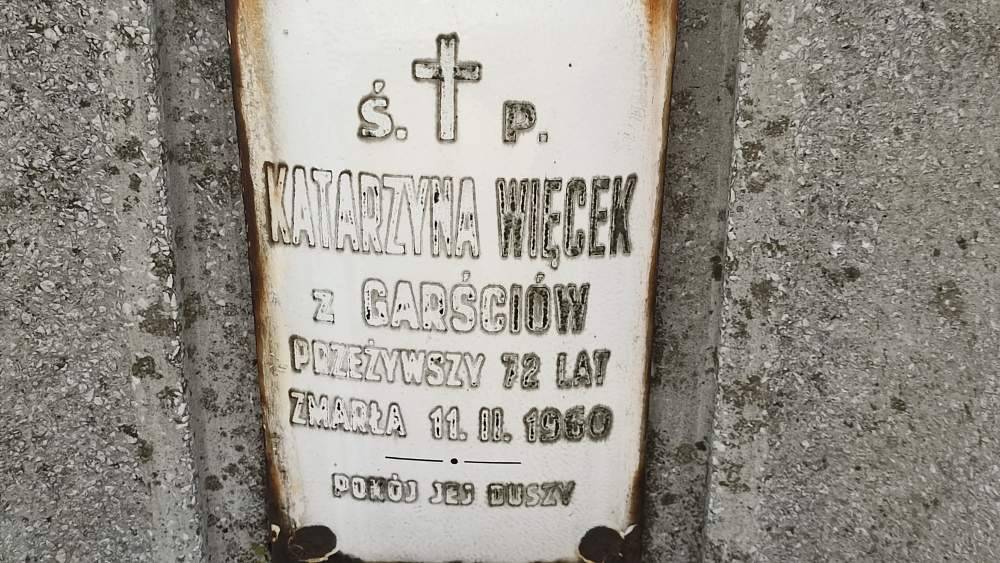 Ś. P.
KATARZYNA WIĘCEK
z GARŚCIÓW
PRZEŻYWSZY 72 LAT
ZMARŁA 11. II. 1960
POKÓJ JEJ DUSZY